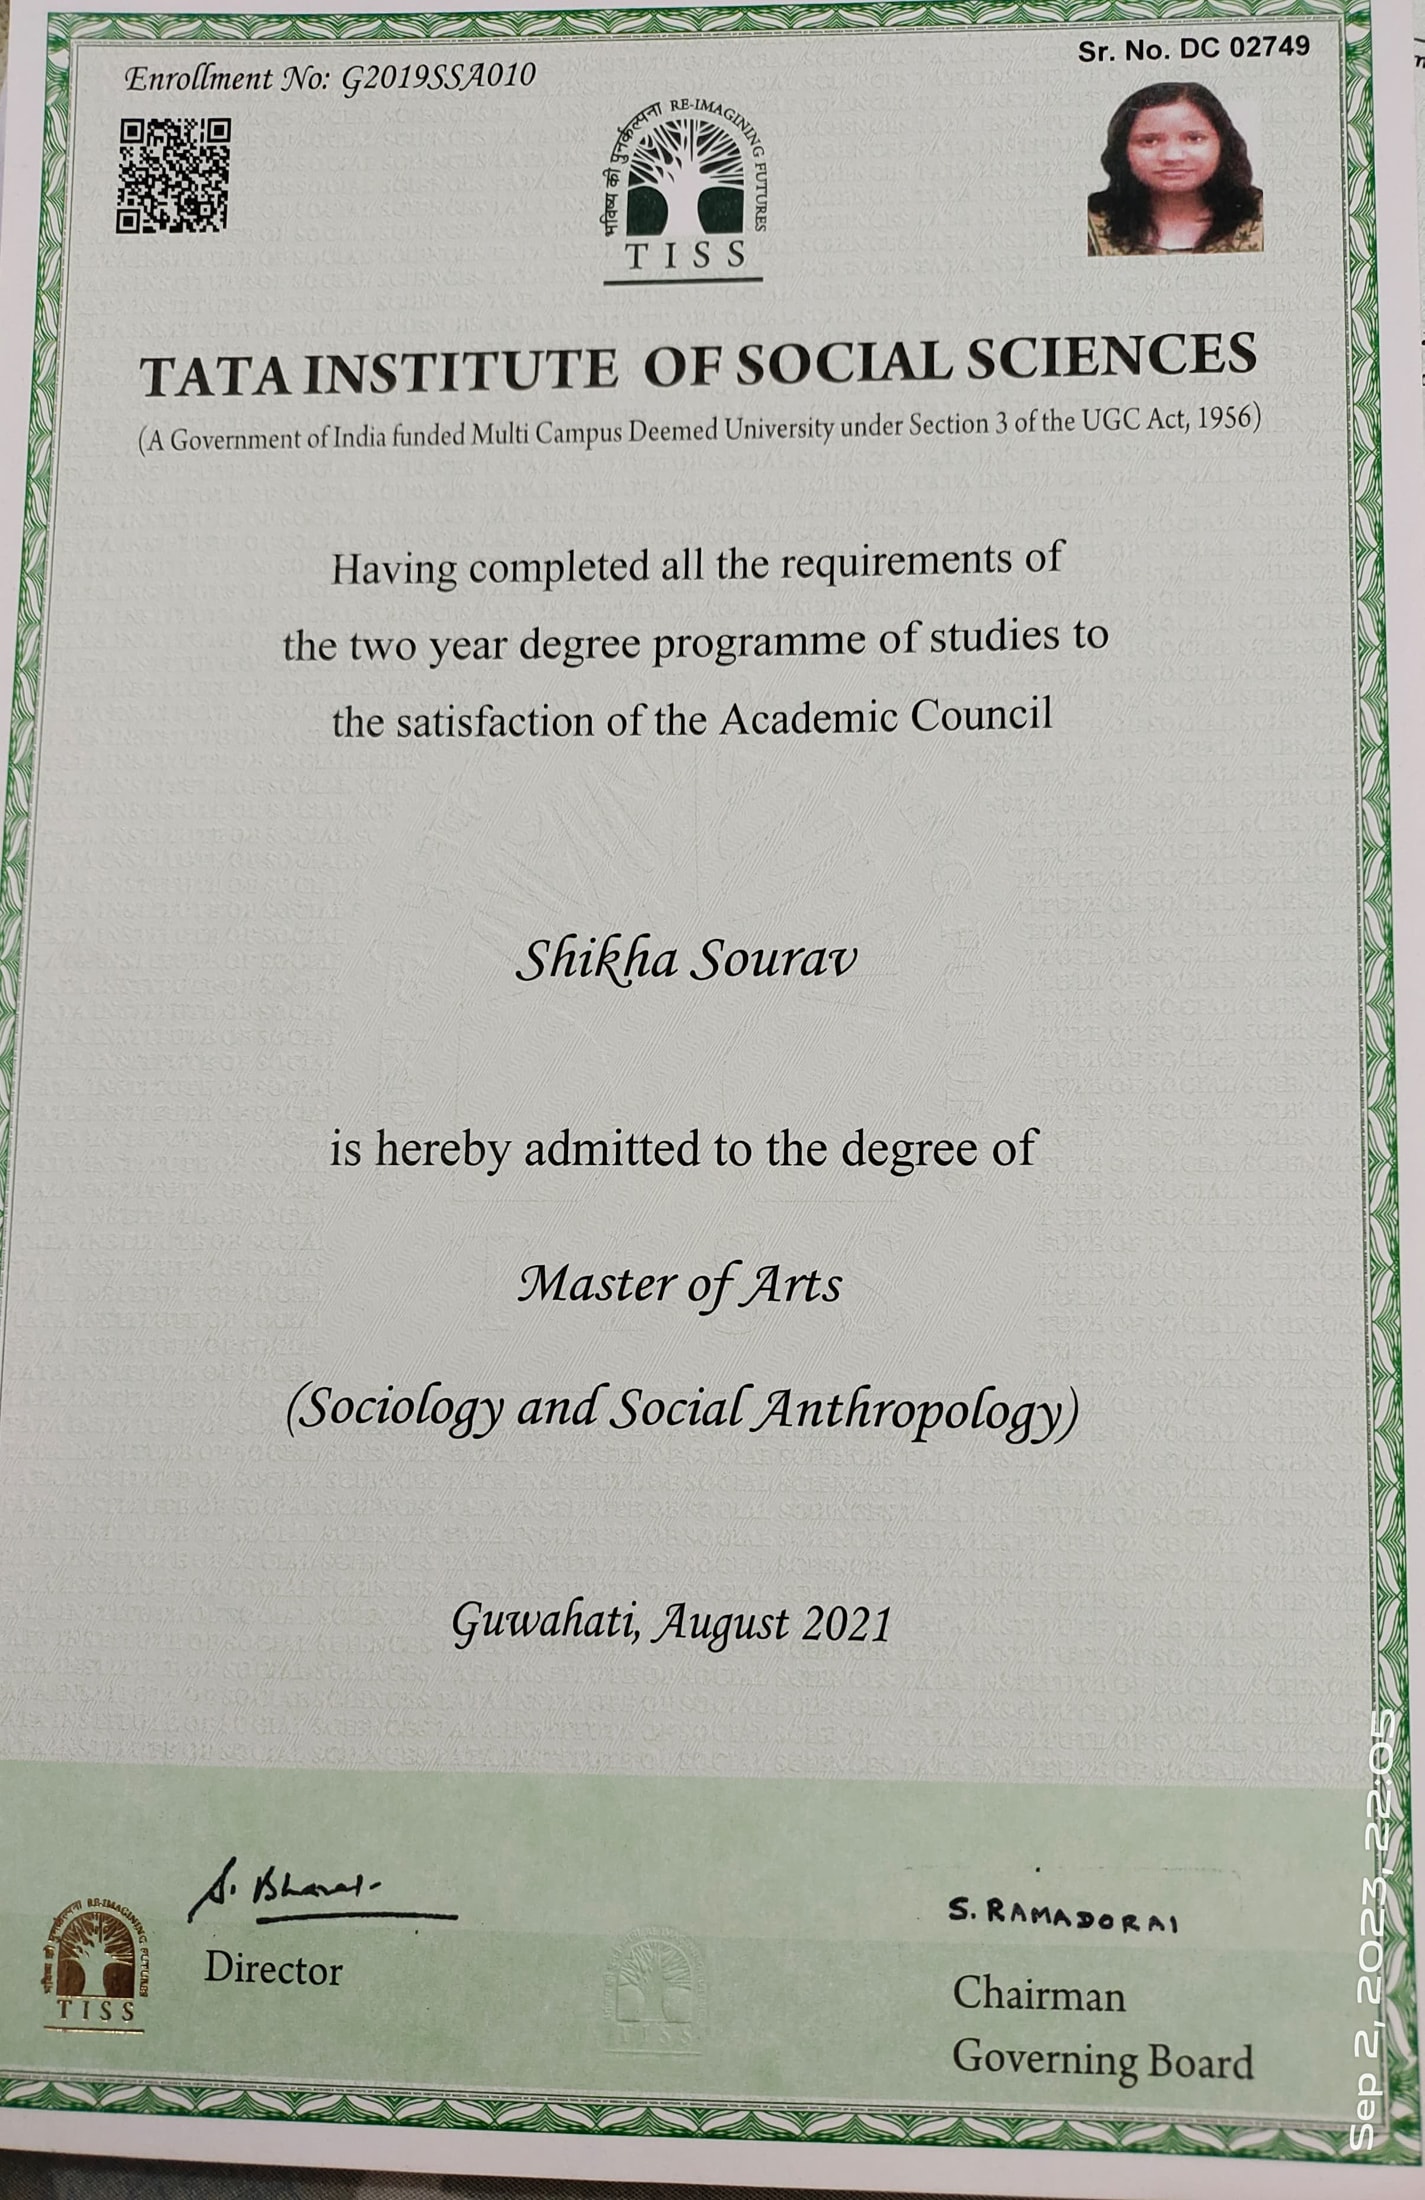 Enrollment No: G2019SSA010
Sr. No. DC 02749
भविष्य की पुनर्कल्पना RE-IMAGINING FUTURES
TISS
TATA INSTITUTE OF SOCIAL SCIENCES
(A Government of India funded Multi Campus Deemed University under Section 3 of the UGC Act, 1956)
Having completed all the requirements of
the two year degree programme of studies to
the satisfaction of the Academic Council
Shikha Sourav
is hereby admitted to the degree of
Master of Arts
(Sociology and Social Anthropology)
Guwahati, August 2021
S. Bharat
Director
S. RAMADORAI
Chairman
Governing Board
भविष्य की पुनर्कल्पना RE-IMAGINING FUTURES
TISS
TISS
Sep 2, 2023, 22:05